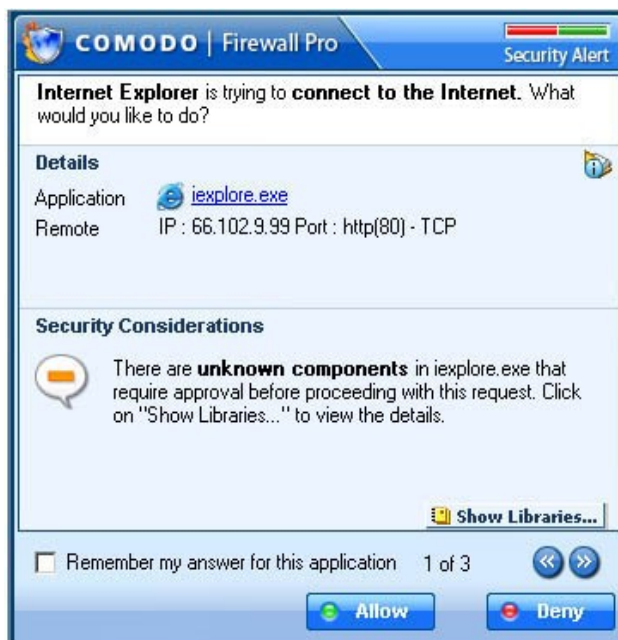 COMODO | Firewall Pro
Security Alert
Internet Explorer is trying to connect to the Internet. What
would you like to do?
Details
Application iexplore.exe
Remote IP : 66.102.9.99 Port : http(80) - TCP
Security Considerations
There are unknown components in iexplore.exe that
require approval before proceeding with this request. Click
on "Show Libraries..." to view the details.
Show Libraries...
Remember my answer for this application 1 of 3
Allow Deny